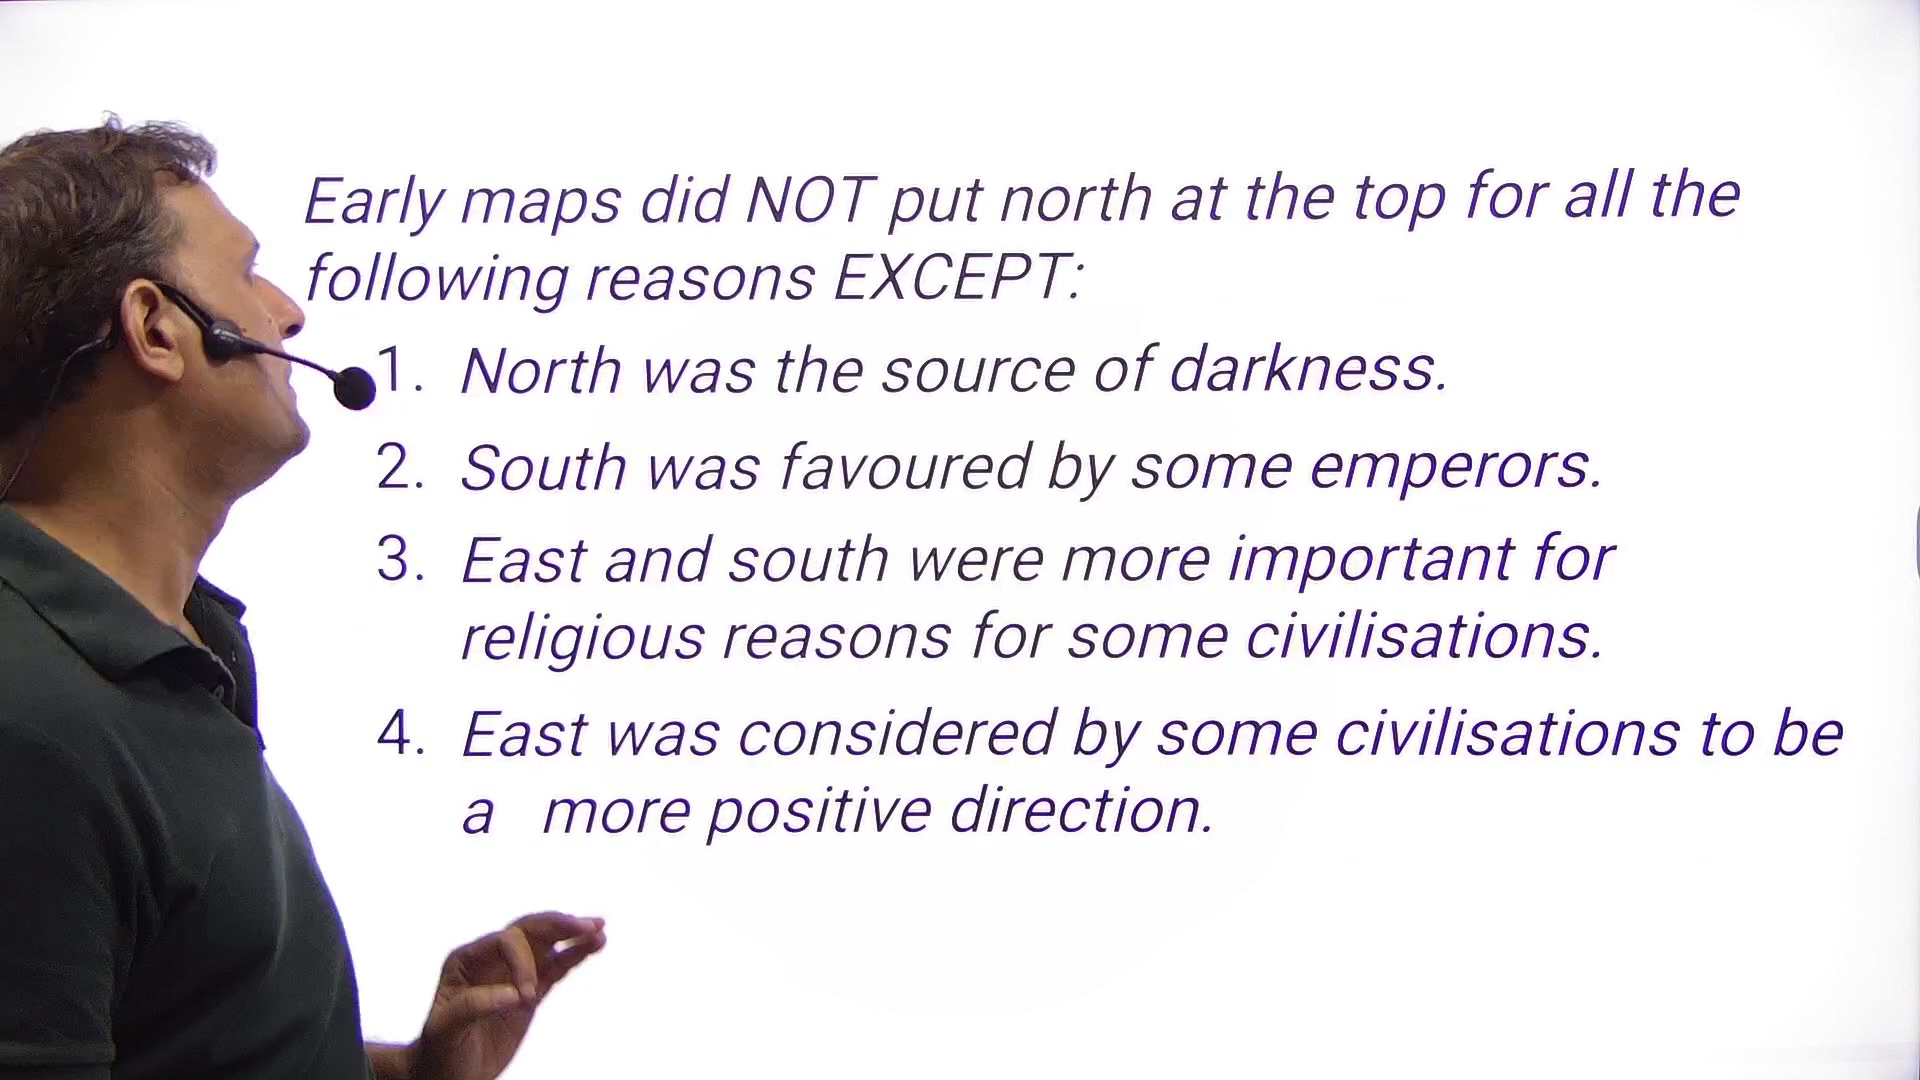 Early maps did NOT put north at the top for all the
following reasons EXCEPT:
1. North was the source of darkness.
2. South was favoured by some emperors.
3. East and south were more important for
religious reasons for some civilisations.
4. East was considered by some civilisations to be
a more positive direction.